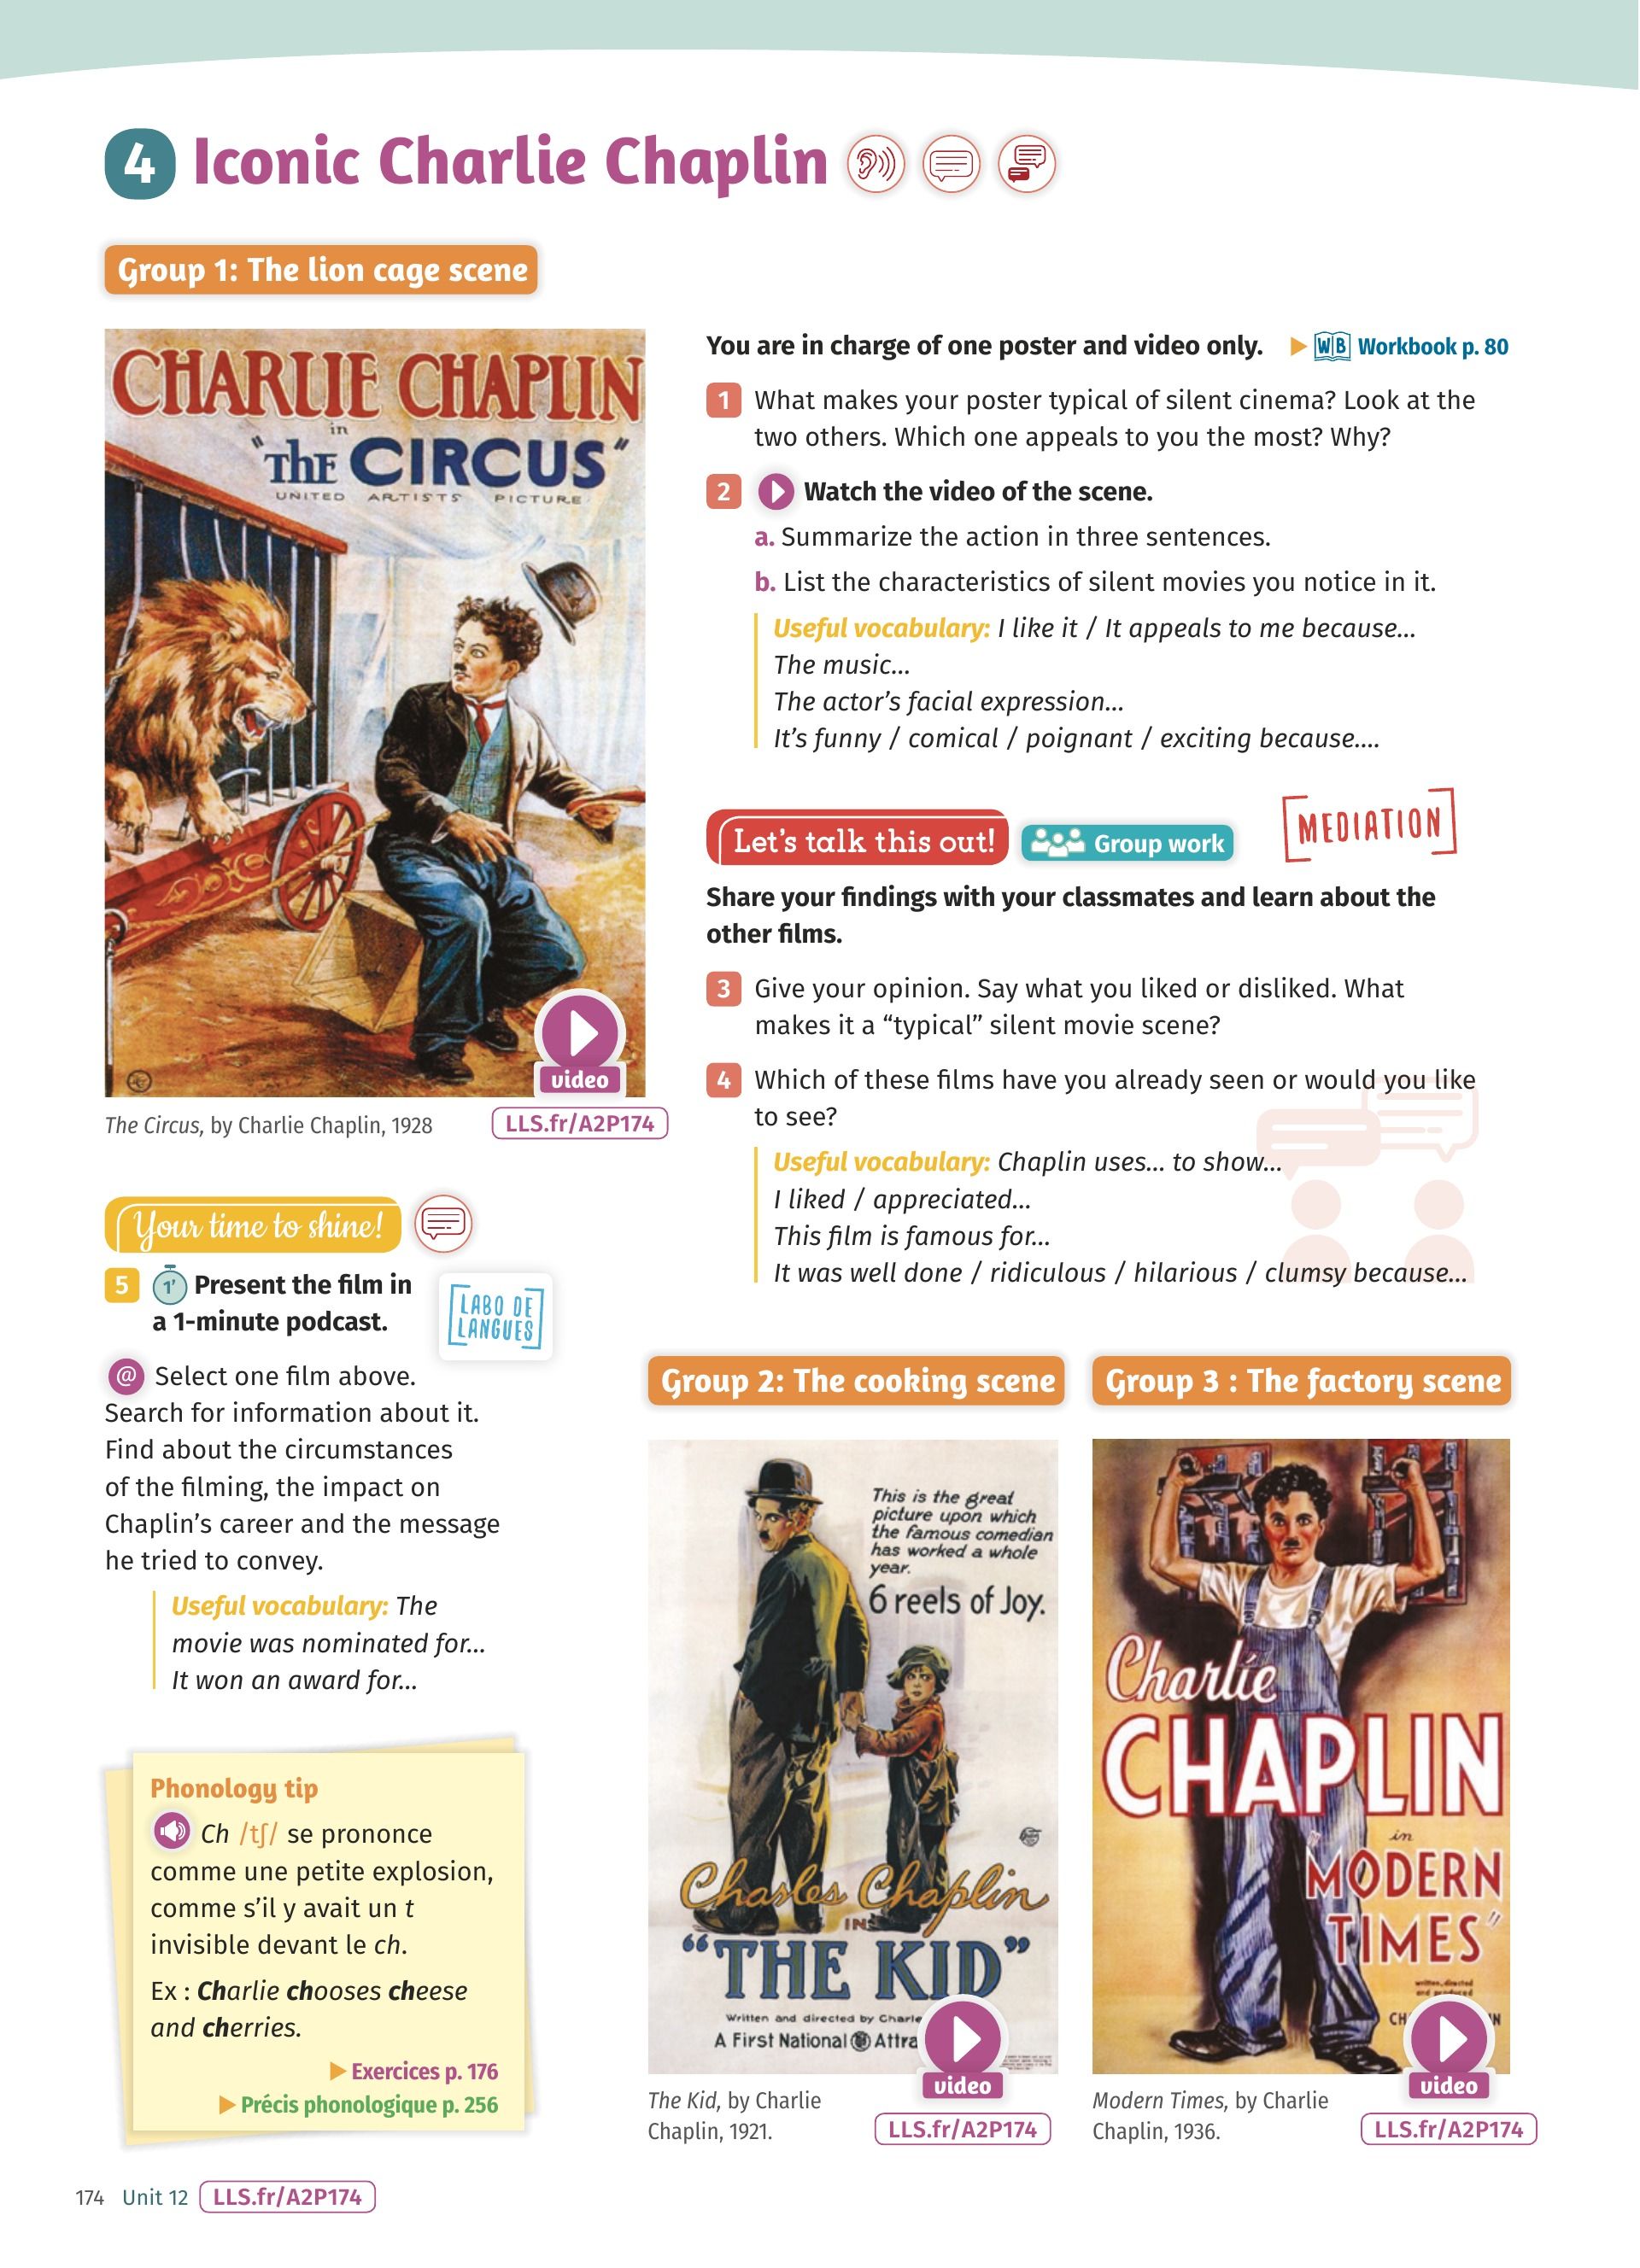 4 Iconic Charlie Chaplin
Group 1: The lion cage scene
CHARLIE CHAPLIN
in
"The CIRCUS"
UNITED ARTISTS PICTURE
video
The Circus, by Charlie Chaplin, 1928
LLS.fr/A2P174
You are in charge of one poster and video only.
WB Workbook p. 80
1 What makes your poster typical of silent cinema? Look at the
two others. Which one appeals to you the most? Why?
2 Watch the video of the scene.
a. Summarize the action in three sentences.
b. List the characteristics of silent movies you notice in it.
Useful vocabulary: I like it / It appeals to me because...
The music...
The actor's facial expression...
It's funny / comical / poignant / exciting because....
Let's talk this out!
Group work
MEDIATION
Share your findings with your classmates and learn about the
other films.
3 Give your opinion. Say what you liked or disliked. What
makes it a “typical” silent movie scene?
4 Which of these films have you already seen or would you like
to see?
Useful vocabulary: Chaplin uses... to show...
I liked / appreciated...
This film is famous for...
It was well done / ridiculous / hilarious / clumsy because...
Your time to shine!
5 1' Present the film in
a 1-minute podcast.
LABO DE
LANGUES
@ Select one film above.
Search for information about it.
Find about the circumstances
of the filming, the impact on
Chaplin's career and the message
he tried to convey.
Useful vocabulary: The
movie was nominated for...
It won an award for...
Phonology tip
Ch /tʃ/ se prononce
comme une petite explosion,
comme s'il y avait un t
invisible devant le ch.
Ex : Charlie chooses cheese
and cherries.
Exercices p. 176
Précis phonologique p. 256
Group 2: The cooking scene
This is the great
picture upon which
the famous comedian
has worked a whole
year.
6 reels of Joy.
Charles Chaplin
IN
“THE KID”
Written and directed by Charle
A First National Attra
video
The Kid, by Charlie
Chaplin, 1921.
LLS.fr/A2P174
Group 3 : The factory scene
Charlie
CHAPLIN
in
"MODERN
TIMES"
written, directed
and produced
video
Modern Times, by Charlie
Chaplin, 1936.
LLS.fr/A2P174
174 Unit 12 LLS.fr/A2P174